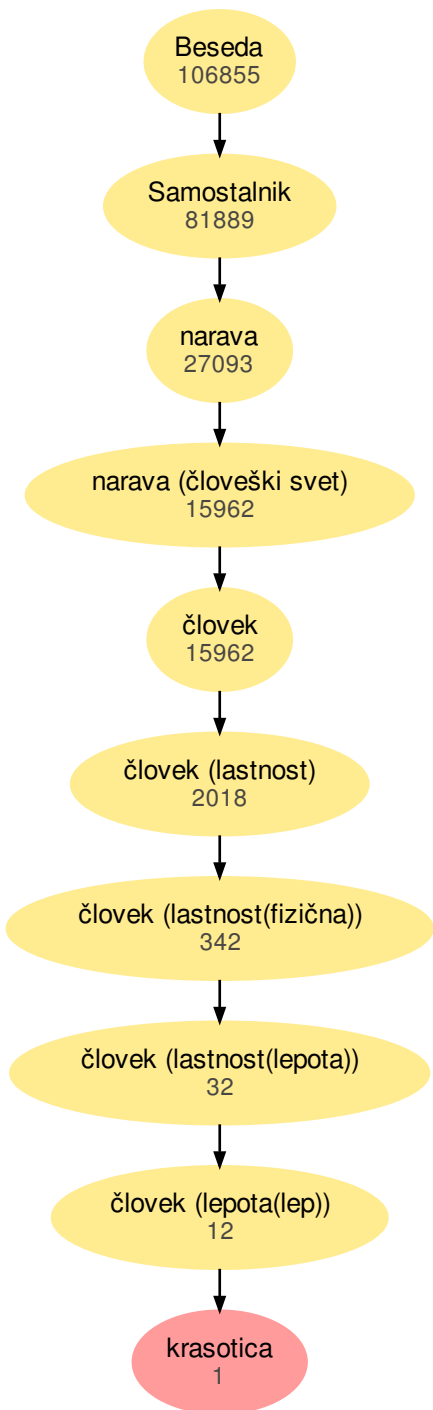 Beseda
106855
Samostalnik
81889
narava
27093
narava (človeški svet)
15962
človek
15962
človek (lastnost)
2018
človek (lastnost(fizična))
342
človek (lastnost(lepota))
32
človek (lepota(lep))
12
krasotica
1